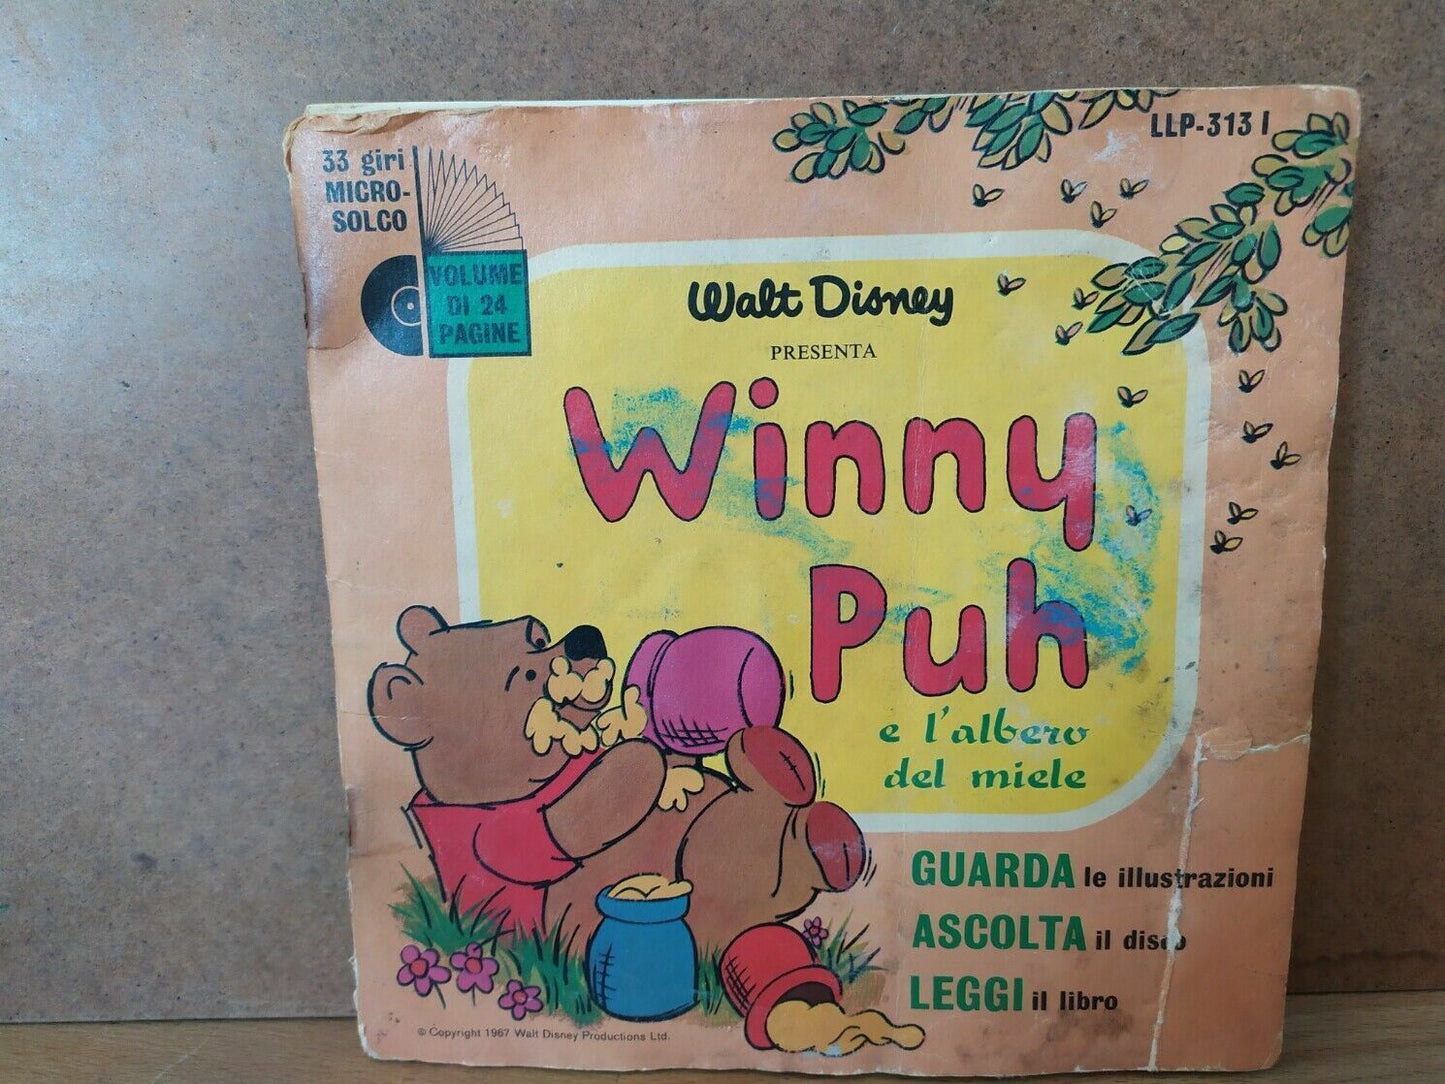 33 giri
MICRO-
SOLCO
VOLUME
DI 24
PAGINE
LLP-313 I
Walt Disney
PRESENTA
Winny
Puh
e l'albero
del miele
GUARDA le illustrazioni
ASCOLTA il disco
LEGGI il libro
© Copyright 1967 Walt Disney Productions Ltd.